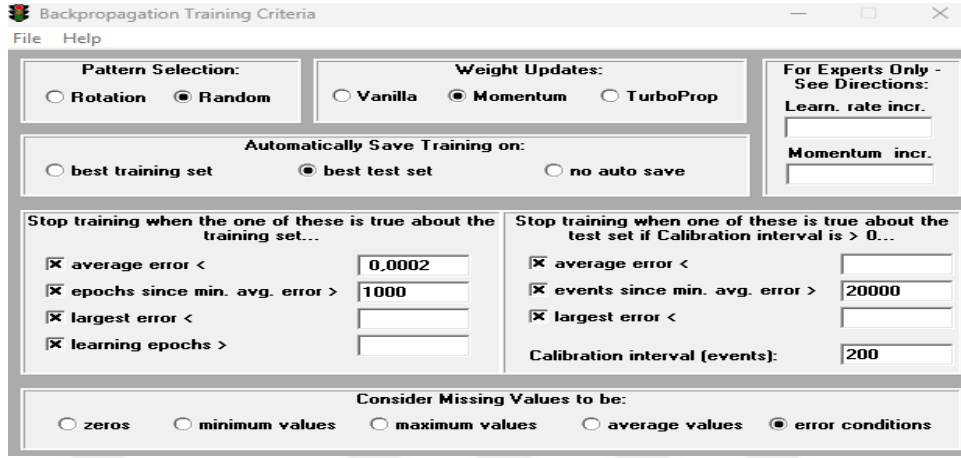 Backpropagation Training Criteria
File Help
Pattern Selection:
Rotation Random
Weight Updates:
Vanilla Momentum TurboProp
For Experts Only -
See Directions:
Learn. rate incr.
Momentum incr.
Automatically Save Training on:
best training set best test set no auto save
Stop training when the one of these is true about the
training set...
average error < 0,0002
epochs since min. avg. error > 1000
largest error <
learning epochs >
Stop training when one of these is true about the
test set if Calibration interval is > 0...
average error <
events since min. avg. error > 20000
largest error <
Calibration interval (events): 200
Consider Missing Values to be:
zeros minimum values maximum values average values error conditions